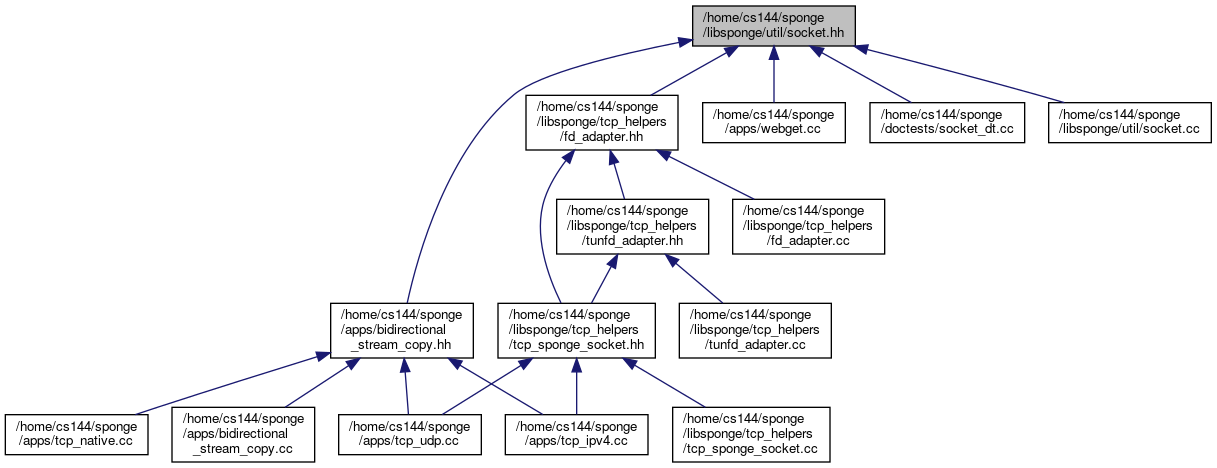 /home/cs144/sponge
/libsponge/util/socket.hh
/home/cs144/sponge
/libsponge/tcp_helpers
/fd_adapter.hh
/home/cs144/sponge
/apps/webget.cc
/home/cs144/sponge
/doctests/socket_dt.cc
/home/cs144/sponge
/libsponge/util/socket.cc
/home/cs144/sponge
/libsponge/tcp_helpers
/tunfd_adapter.hh
/home/cs144/sponge
/libsponge/tcp_helpers
/fd_adapter.cc
/home/cs144/sponge
/apps/bidirectional
_stream_copy.hh
/home/cs144/sponge
/libsponge/tcp_helpers
/tcp_sponge_socket.hh
/home/cs144/sponge
/libsponge/tcp_helpers
/tunfd_adapter.cc
/home/cs144/sponge
/apps/tcp_native.cc
/home/cs144/sponge
/apps/bidirectional
_stream_copy.cc
/home/cs144/sponge
/apps/tcp_udp.cc
/home/cs144/sponge
/apps/tcp_ipv4.cc
/home/cs144/sponge
/libsponge/tcp_helpers
/tcp_sponge_socket.cc